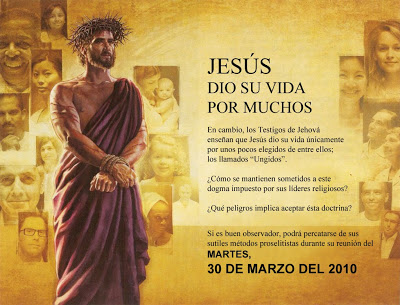 JESÚS
DIO SU VIDA
POR MUCHOS
En cambio, los Testigos de Jehová
enseñan que Jesús dio su vida únicamente
por unos pocos elegidos de entre ellos;
los llamados “Ungidos”.
¿Cómo se mantienen sometidos a este
dogma impuesto por sus líderes religiosos?
¿Qué peligros implica aceptar ésta doctrina?
Si es buen observador, podrá percatarse de sus
sutiles métodos proselitistas durante su reunión del
MARTES,
30 DE MARZO DEL 2010